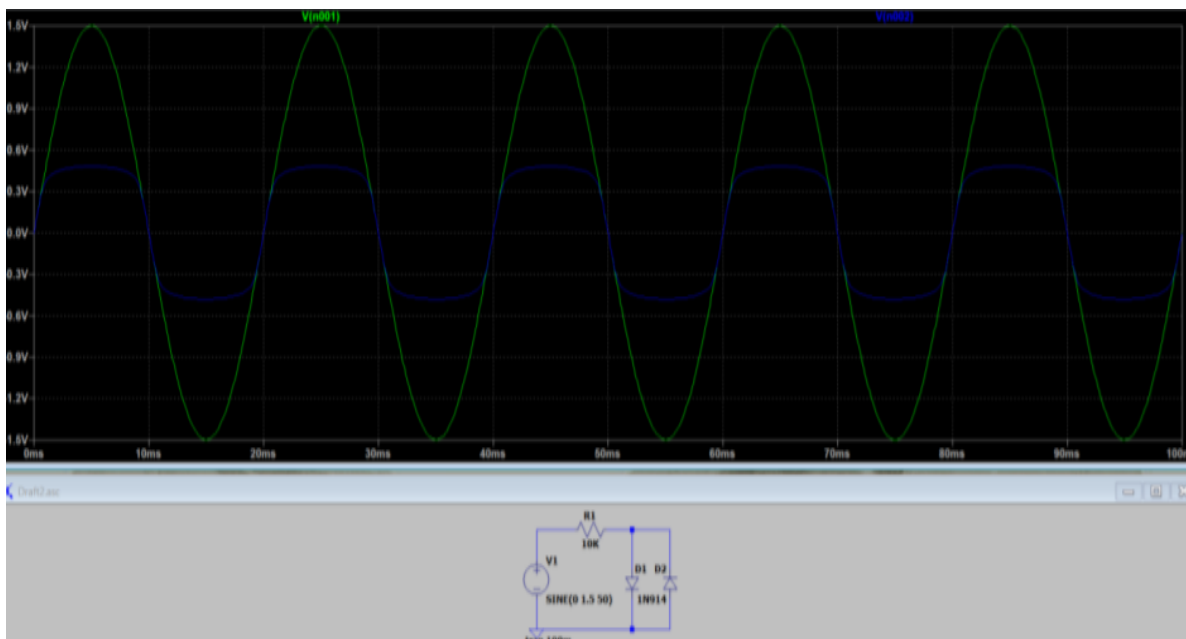 V(n001) V(n002)
1.5V
1.2V
0.9V
0.6V
0.3V
0.0V
0.3V
0.6V
0.9V
1.2V
1.5V
0ms 10ms 20ms 30ms 40ms 50ms 60ms 70ms 80ms 90ms 100
Draft2.asc
R1
10K
V1
D1 D2
SINE(0 1.5 50) 1N914